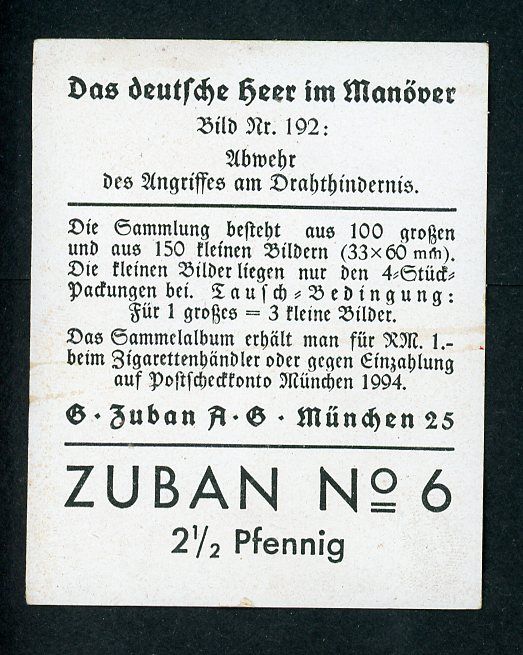 Das deutsche Heer im Manöver
Bild Nr. 192:
Abwehr
des Angriffes am Drahthindernis.
Die Sammlung besteht aus 100 großen
und aus 150 kleinen Bildern (33×60 mm).
Die kleinen Bilder liegen nur den 4-Stück-
Packungen bei. Tausch-Bedingung:
Für 1 großes = 3 kleine Bilder.
Das Sammelalbum erhält man für RM. 1.-
beim Zigarettenhändler oder gegen Einzahlung
auf Postscheckkonto München 1994.
G. Zuban A.G. München 25
ZUBAN Nº 6
2½ Pfennig